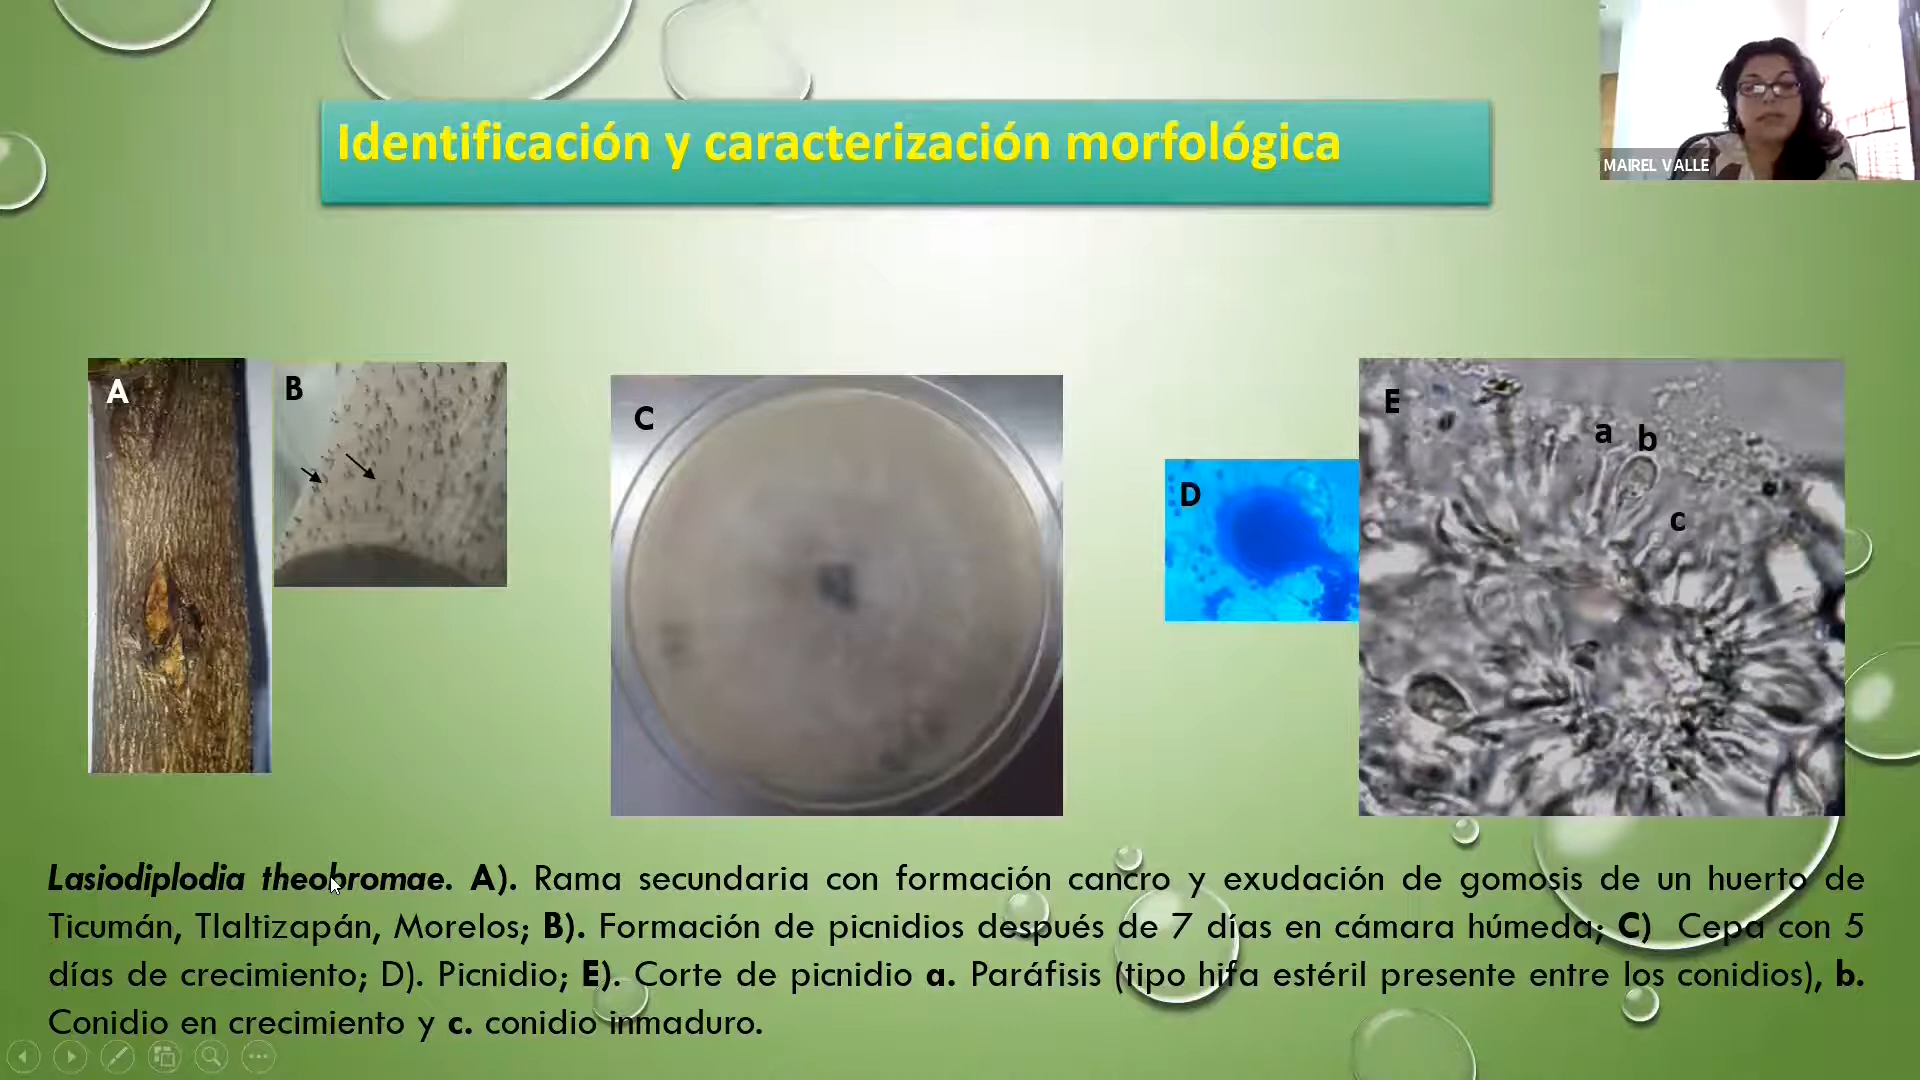 Identificación y caracterización morfológica
MAIREL VALLE
A
B
C
D
E
a
b
c
Lasiodiplodia theobromae. A). Rama secundaria con formación cancro y exudación de gomosis de un huerto de
Ticumán, Tlaltizapán, Morelos; B). Formación de picnidios después de 7 días en cámara húmeda; C) Cepa con 5
días de crecimiento; D). Picnidio; E). Corte de picnidio a. Paráfisis (tipo hifa estéril presente entre los conidios), b.
Conidio en crecimiento y c. conidio inmaduro.